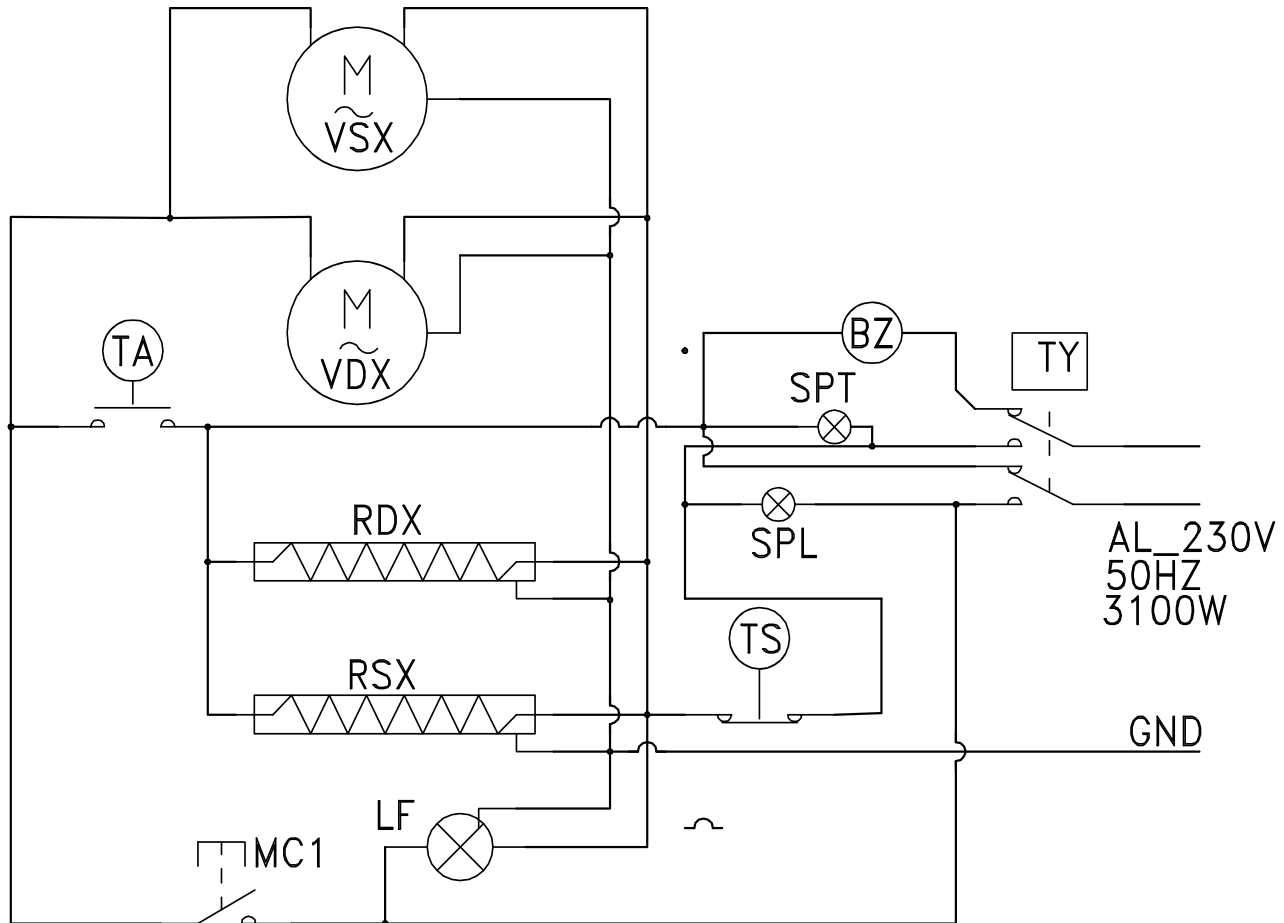 M
VSX
M
VDX
TA
BZ
TY
SPT
RDX
SPL
AL_230V
50HZ
3100W
TS
RSX
GND
LF
MC1